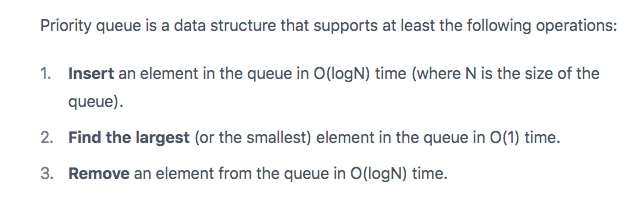 Priority queue is a data structure that supports at least the following operations:
1. Insert an element in the queue in O(logN) time (where N is the size of the
queue).
2. Find the largest (or the smallest) element in the queue in O(1) time.
3. Remove an element from the queue in O(logN) time.